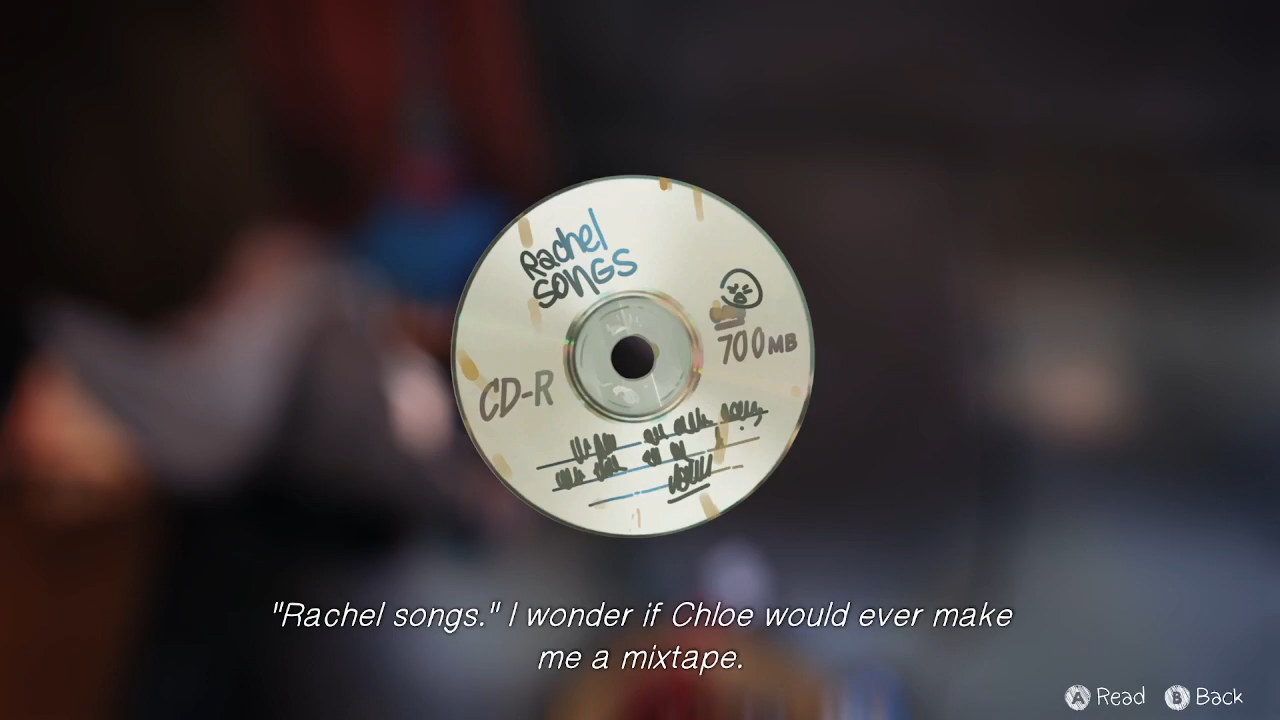 Rachel
SONGS
700MB
CD-R
"Rachel songs." I wonder if Chloe would ever make
me a mixtape.
A Read B Back